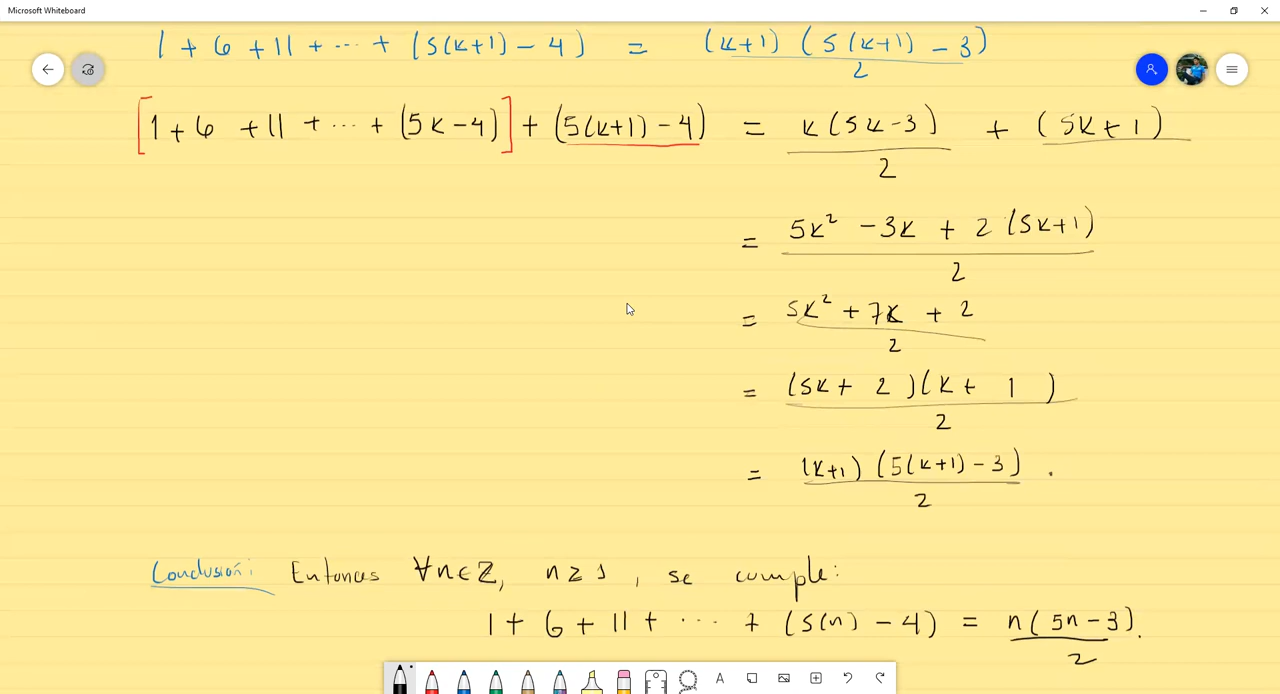 Microsoft Whiteboard
1 + 6 + 11 + ... + (5(k+1) - 4) = (k+1) (5(k+1) - 3) / 2
[1 + 6 + 11 + ... + (5k-4)] + (5(k+1) - 4) = k(5k-3) / 2 + (5k+1)
= 5k² - 3k + 2(5k+1) / 2
= 5k² + 7k + 2 / 2
= (5k + 2)(k + 1) / 2
= (k+1) (5(k+1) - 3) / 2 .
Conclusión: Entonces ∀n∈ℤ, n ≥ 1, se cumple:
1 + 6 + 11 + ... + (5(n) - 4) = n(5n - 3) / 2.
A